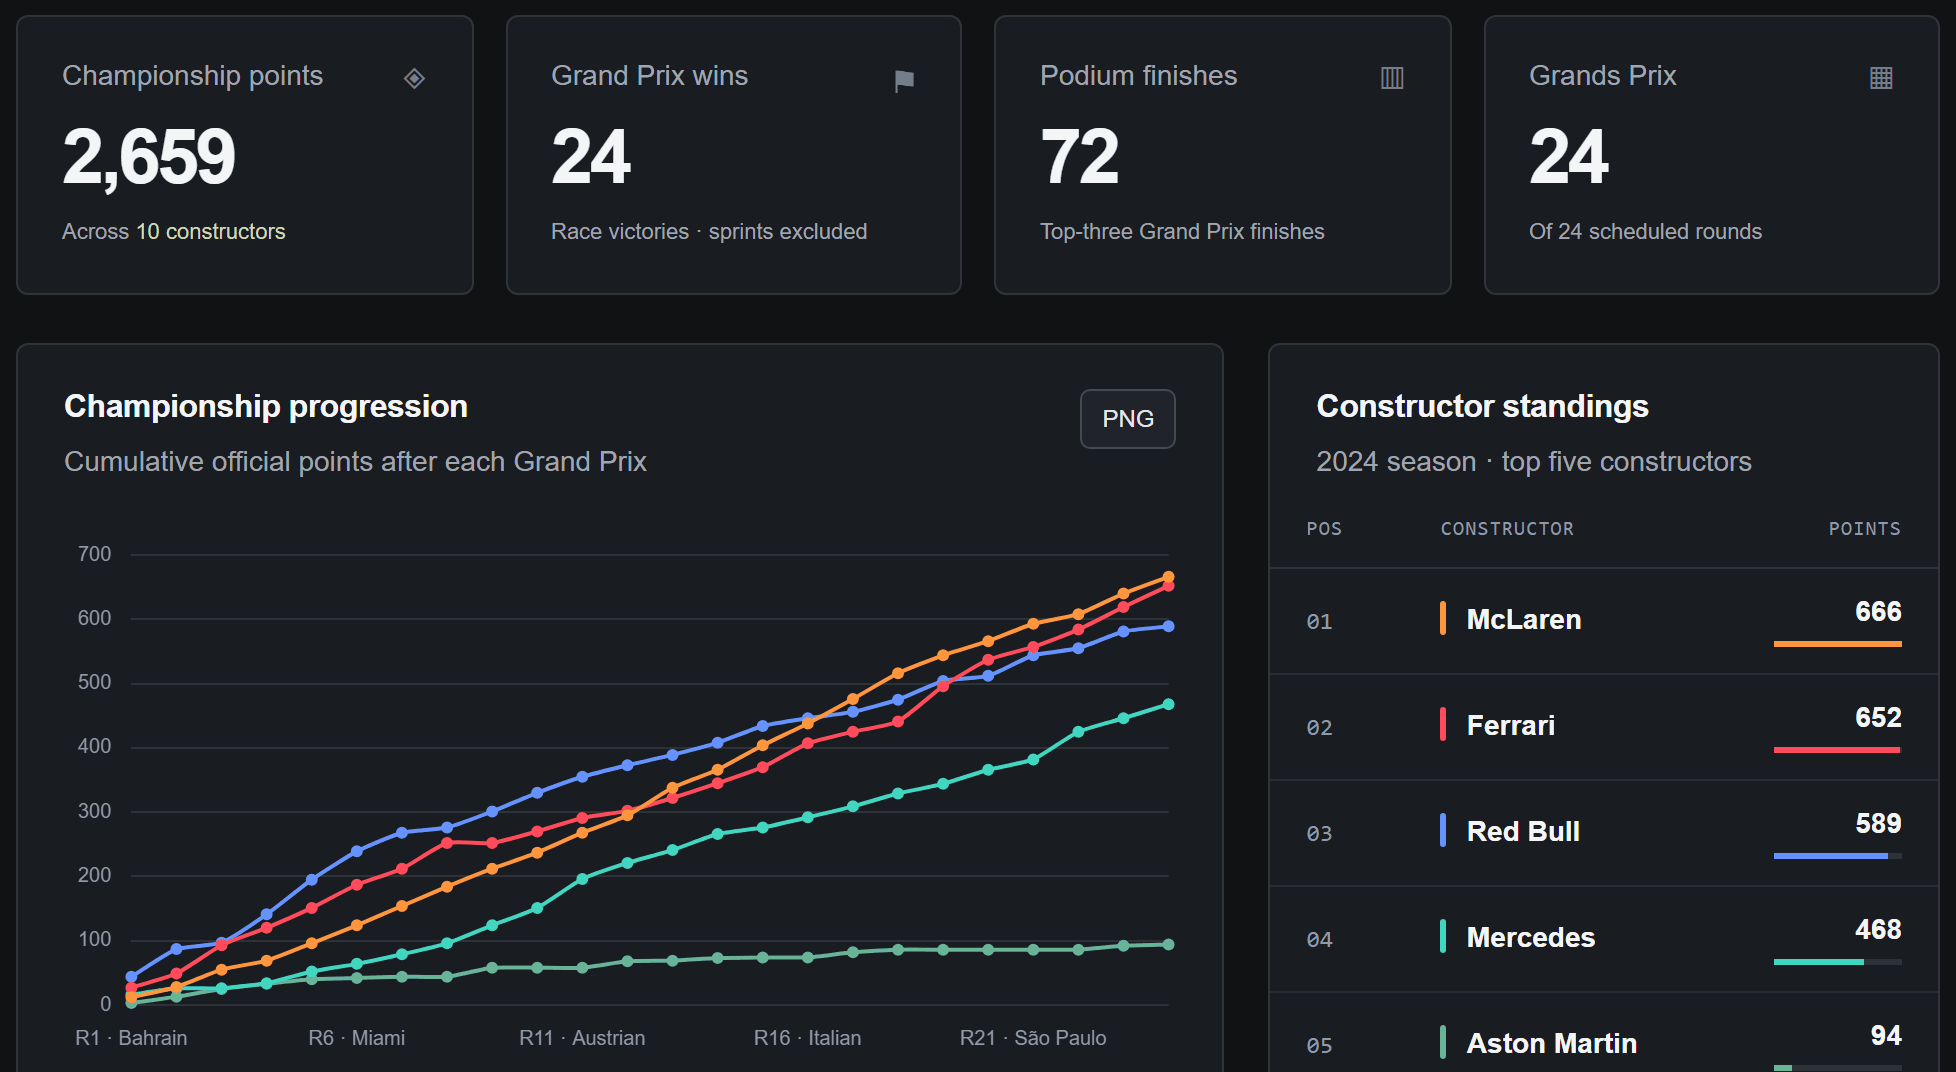 Championship points
2,659
Across 10 constructors
Grand Prix wins
24
Race victories · sprints excluded
Podium finishes
72
Top-three Grand Prix finishes
Grands Prix
24
Of 24 scheduled rounds
Championship progression
PNG
Cumulative official points after each Grand Prix
700
600
500
400
300
200
100
0
R1 · Bahrain
R6 · Miami
R11 · Austrian
R16 · Italian
R21 · São Paulo
Constructor standings
2024 season · top five constructors
POS CONSTRUCTOR POINTS
01 McLaren 666
02 Ferrari 652
03 Red Bull 589
04 Mercedes 468
05 Aston Martin 94